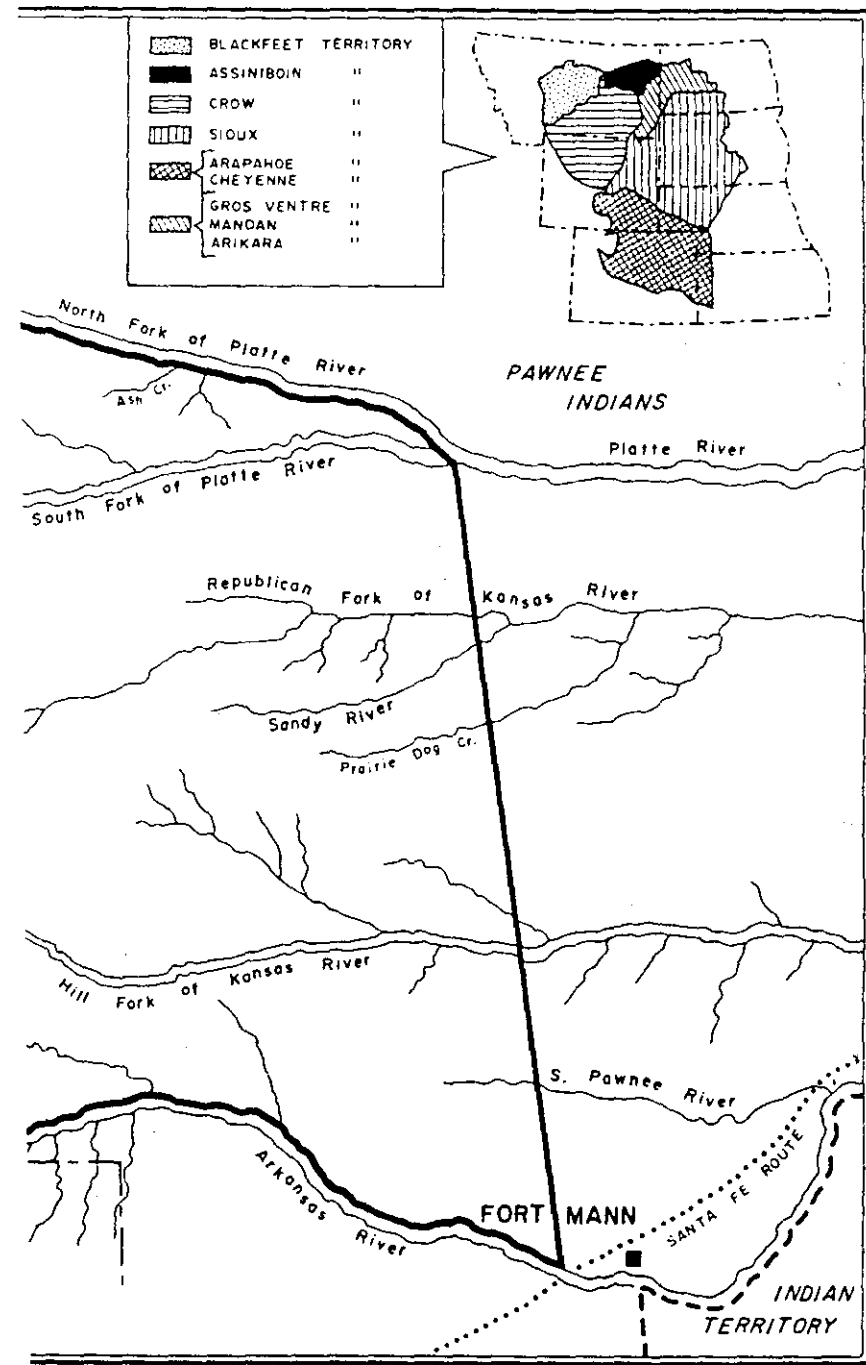 BLACKFEET TERRITORY
ASSINIBOIN "
CROW "
SIOUX "
ARAPAHOE "
CHEYENNE "
GROS VENTRE "
MANDAN "
ARIKARA "
North Fork of Platte River
Ash Cr.
PAWNEE
INDIANS
Platte River
South Fork of Platte River
Republican Fork of Kansas River
Sandy River
Prairie Dog Cr.
Hill Fork of Kansas River
S. Pawnee River
Arkansas River
FORT MANN
SANTA FE ROUTE
INDIAN
TERRITORY